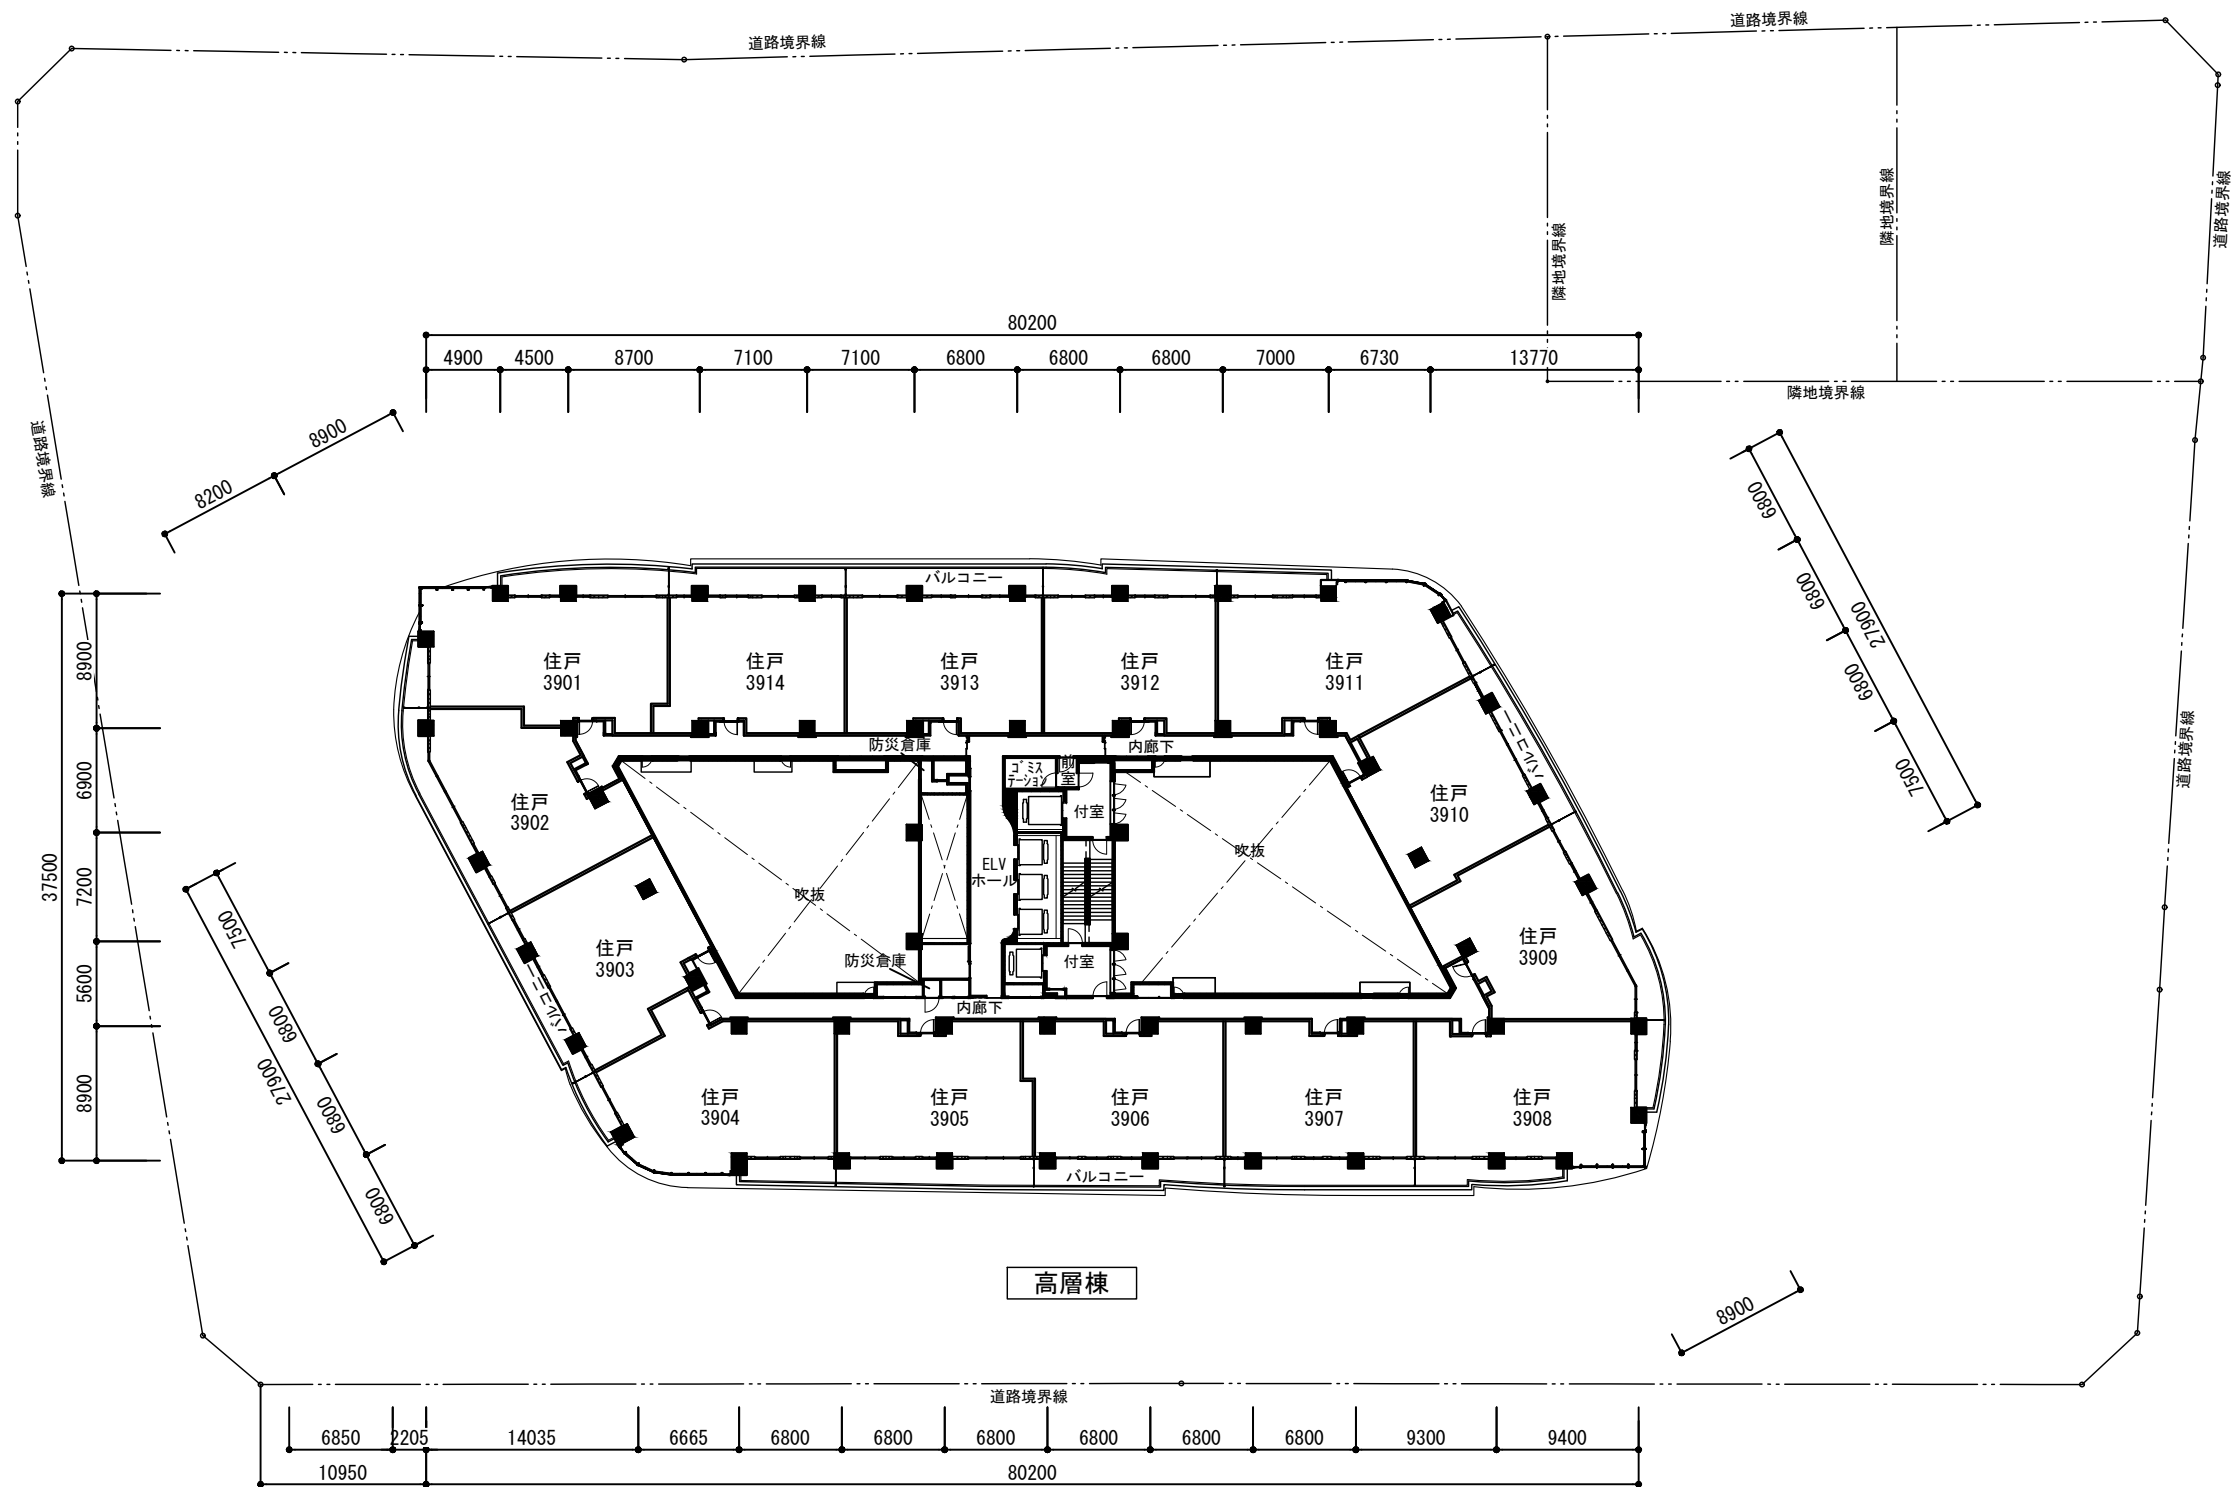 道路境界線
道路境界線
道路境界線
隣地境界線
隣地境界線
隣地境界線
道路境界線
道路境界線
80200
4900 4500 8700 7100 7100 6800 6800 6800 7000 6730 13770
8900
8200
6800
6800
6800
7500
27900
37500
8900
6900
7200
5600
8900
7500
6800
6800
6800
27900
バルコニー
住戸
3901
住戸
3914
住戸
3913
住戸
3912
住戸
3911
防災倉庫
内廊下
ゴミス
テーション
前
室
付室
住戸
3902
住戸
3910
バルコニー
吹抜
ELV
ホール
吹抜
住戸
3903
住戸
3909
バルコニー
防災倉庫
付室
内廊下
住戸
3904
住戸
3905
住戸
3906
住戸
3907
住戸
3908
バルコニー
高層棟
8900
道路境界線
6850 2205 14035 6665 6800 6800 6800 6800 6800 6800 9300 9400
10950 80200